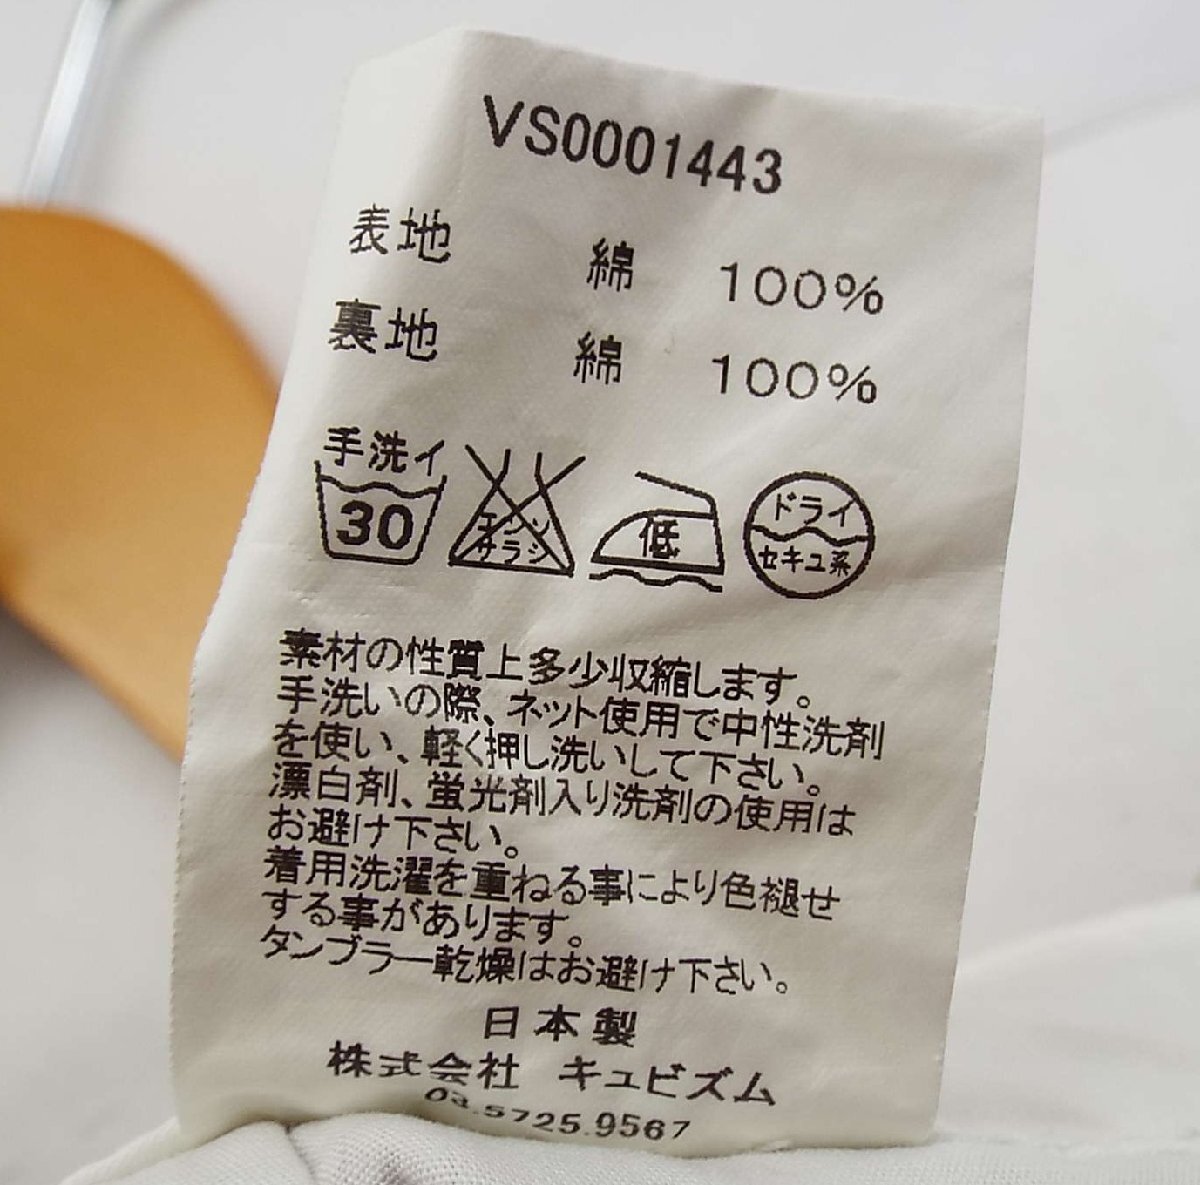 VS0001443
表地 綿 100%
裏地 綿 100%
手洗イ
30
エンソ
サラシ
低
ドライ
セキユ系
素材の性質上多少収縮します。
手洗いの際、ネット使用で中性洗剤
を使い、軽く押し洗いして下さい。
漂白剤、蛍光剤入り洗剤の使用は
お避け下さい。
着用洗濯を重ねる事により色褪せ
する事があります。
タンブラー乾燥はお避け下さい。
日本製
株式会社 キュビズム
03.5725.9567